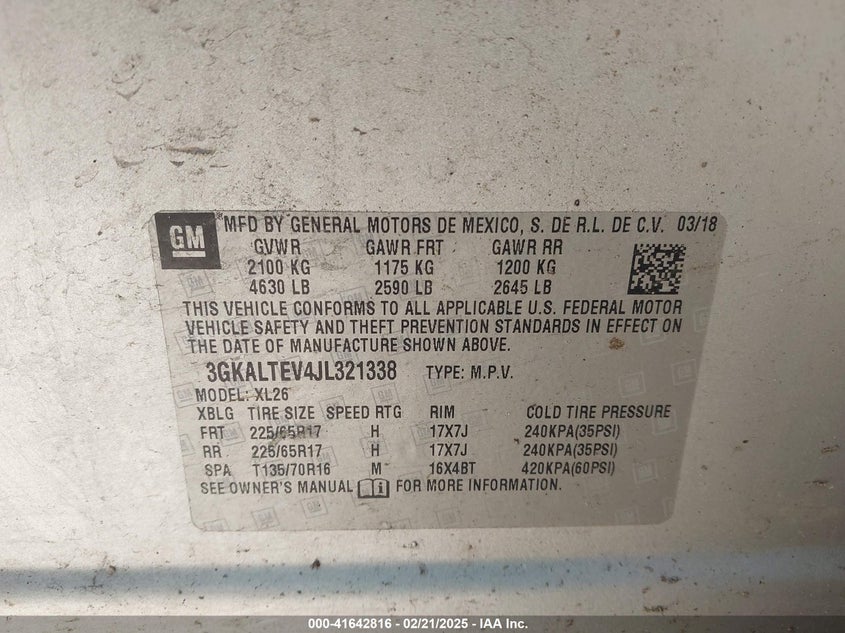 GM
MFD BY GENERAL MOTORS DE MEXICO, S. DE R.L. DE C.V. 03/18
GVWR GAWR FRT GAWR RR
2100 KG 1175 KG 1200 KG
4630 LB 2590 LB 2645 LB
THIS VEHICLE CONFORMS TO ALL APPLICABLE U.S. FEDERAL MOTOR
VEHICLE SAFETY AND THEFT PREVENTION STANDARDS IN EFFECT ON
THE DATE OF MANUFACTURE SHOWN ABOVE.
3GKALTEV4JL321338 TYPE: M.P.V.
MODEL: XL26
XBLG TIRE SIZE SPEED RTG RIM COLD TIRE PRESSURE
FRT 225/65R17 H 17X7J 240KPA(35PSI)
RR 225/65R17 H 17X7J 240KPA(35PSI)
SPA T135/70R16 M 16X4BT 420KPA(60PSI)
SEE OWNER'S MANUAL FOR MORE INFORMATION.
000-41642816 - 02/21/2025 - Copyright © 2025 IAA, Inc.